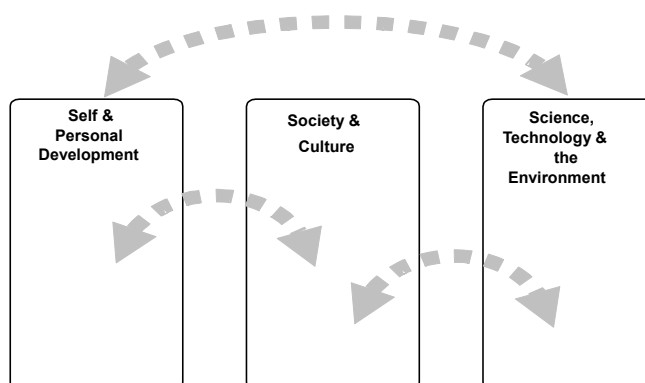 Self &
Personal
Development
Society &
Culture
Science,
Technology &
the
Environment